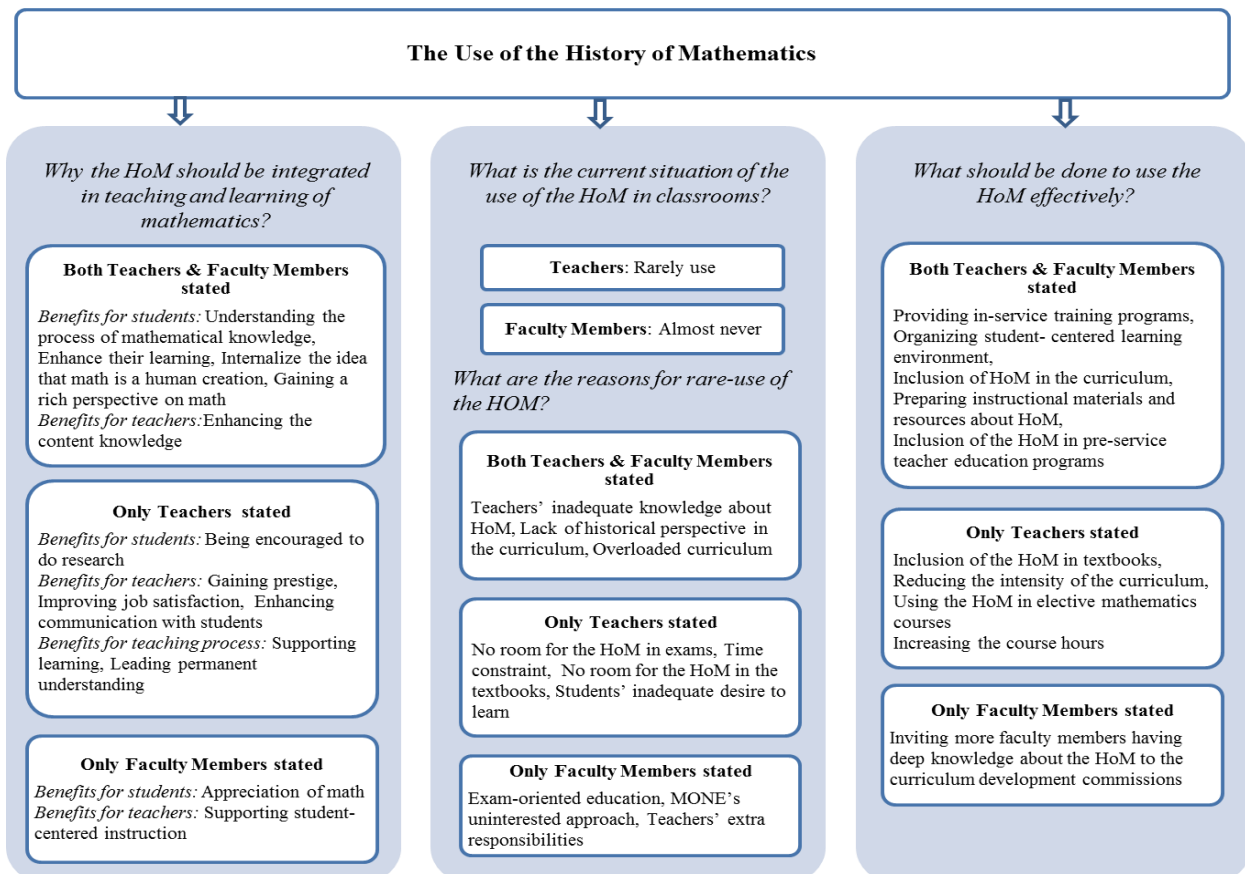 The Use of the History of Mathematics
Why the HoM should be integrated
in teaching and learning of
mathematics?
Both Teachers & Faculty Members
stated
Benefits for students: Understanding the
process of mathematical knowledge,
Enhance their learning, Internalize the idea
that math is a human creation, Gaining a
rich perspective on math
Benefits for teachers:Enhancing the
content knowledge
Only Teachers stated
Benefits for students: Being encouraged to
do research
Benefits for teachers: Gaining prestige,
Improving job satisfaction, Enhancing
communication with students
Benefits for teaching process: Supporting
learning, Leading permanent
understanding
Only Faculty Members stated
Benefits for students: Appreciation of math
Benefits for teachers: Supporting student-
centered instruction
What is the current situation of the
use of the HoM in classrooms?
Teachers: Rarely use
Faculty Members: Almost never
What are the reasons for rare-use of
the HOM?
Both Teachers & Faculty Members
stated
Teachers' inadequate knowledge about
HoM, Lack of historical perspective in
the curriculum, Overloaded curriculum
Only Teachers stated
No room for the HoM in exams, Time
constraint, No room for the HoM in the
textbooks, Students' inadequate desire to
learn
Only Faculty Members stated
Exam-oriented education, MONE's
uninterested approach, Teachers' extra
responsibilities
What should be done to use the
HoM effectively?
Both Teachers & Faculty Members
stated
Providing in-service training programs,
Organizing student- centered learning
environment,
Inclusion of HoM in the curriculum,
Preparing instructional materials and
resources about HoM,
Inclusion of the HoM in pre-service
teacher education programs
Only Teachers stated
Inclusion of the HoM in textbooks,
Reducing the intensity of the curriculum,
Using the HoM in elective mathematics
courses
Increasing the course hours
Only Faculty Members stated
Inviting more faculty members having
deep knowledge about the HoM to the
curriculum development commissions